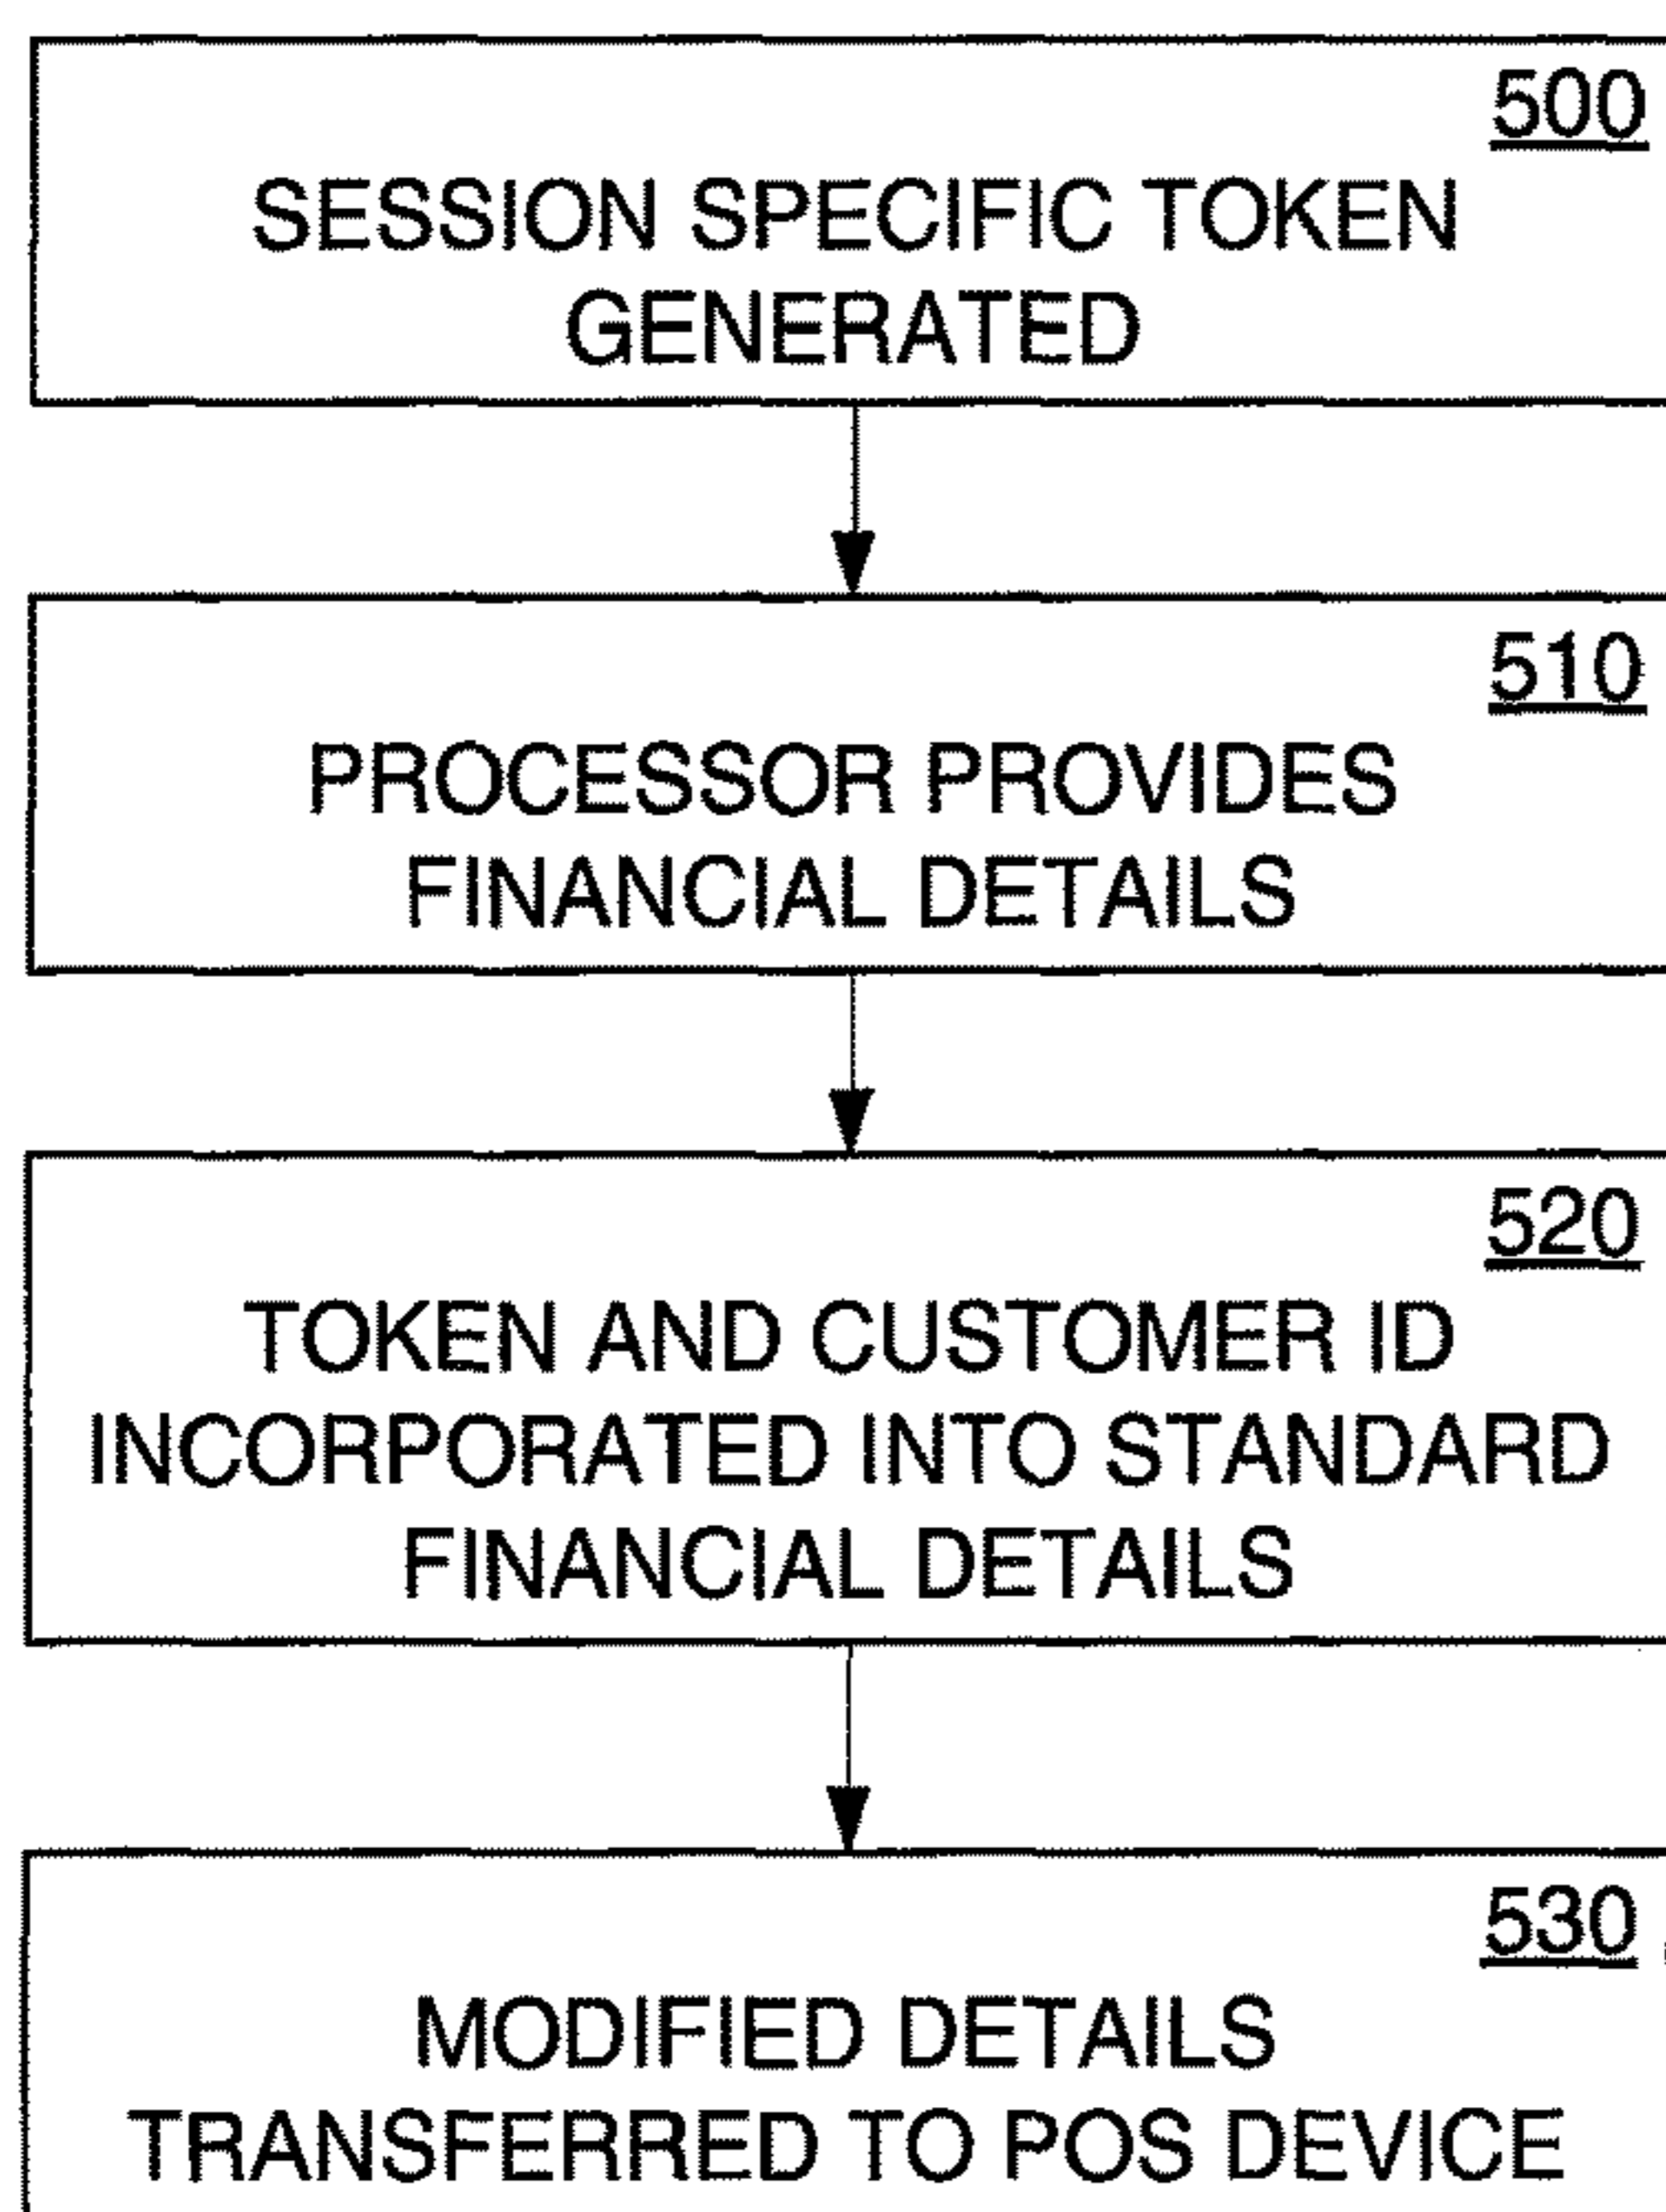 500
SESSION SPECIFIC TOKEN
GENERATED
510
PROCESSOR PROVIDES
FINANCIAL DETAILS
520
TOKEN AND CUSTOMER ID
INCORPORATED INTO STANDARD
FINANCIAL DETAILS
530
MODIFIED DETAILS
TRANSFERRED TO POS DEVICE